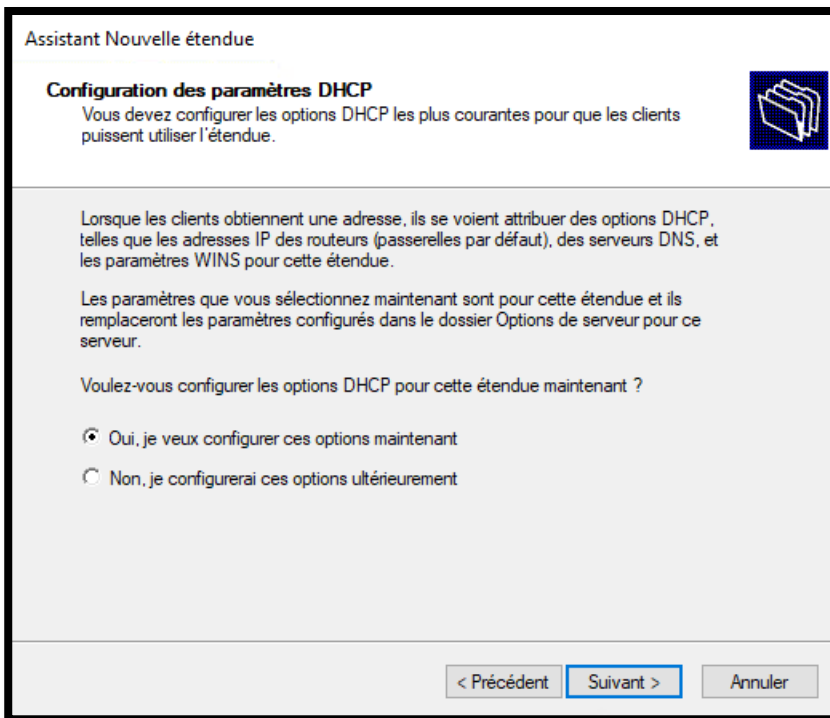 Assistant Nouvelle étendue
Configuration des paramètres DHCP
Vous devez configurer les options DHCP les plus courantes pour que les clients
puissent utiliser l'étendue.
Lorsque les clients obtiennent une adresse, ils se voient attribuer des options DHCP,
telles que les adresses IP des routeurs (passerelles par défaut), des serveurs DNS, et
les paramètres WINS pour cette étendue.
Les paramètres que vous sélectionnez maintenant sont pour cette étendue et ils
remplaceront les paramètres configurés dans le dossier Options de serveur pour ce
serveur.
Voulez-vous configurer les options DHCP pour cette étendue maintenant ?
Oui, je veux configurer ces options maintenant
Non, je configurerai ces options ultérieurement
< Précédent Suivant > Annuler